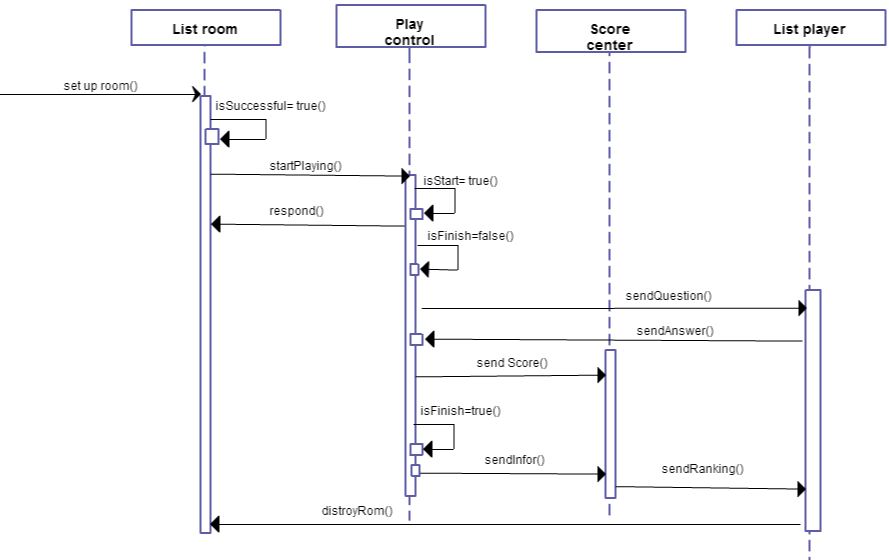 List room
Play
control
Score
center
List player
set up room()
isSuccessful= true()
startPlaying()
isStart= true()
respond()
isFinish=false()
sendQuestion()
sendAnswer()
send Score()
isFinish=true()
sendInfor()
sendRanking()
distroyRom()